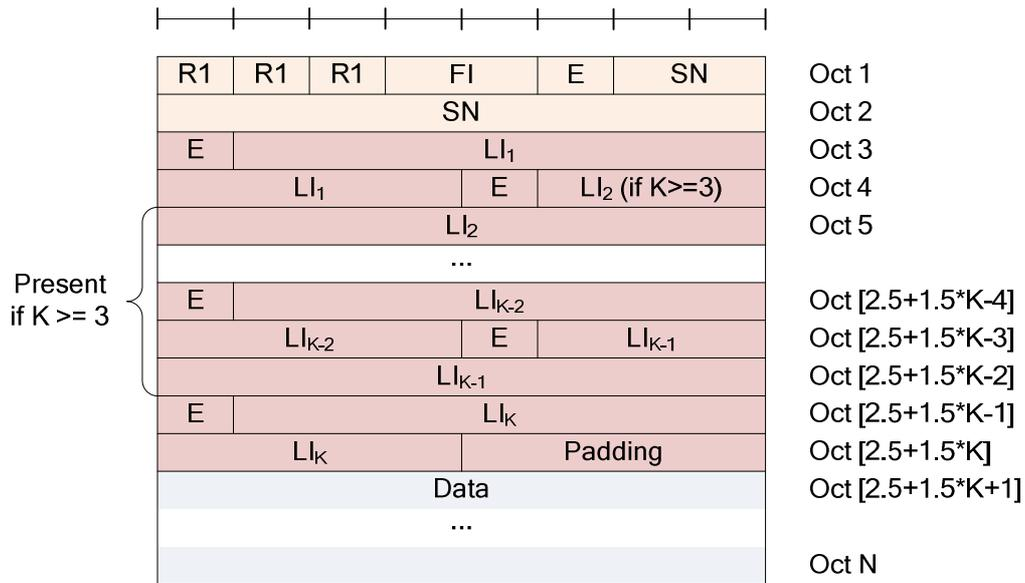 R1 R1 R1 FI E SN Oct 1
SN Oct 2
E LI1 Oct 3
LI1 E LI2 (if K>=3) Oct 4
LI2 Oct 5
...
Present
if K >= 3
E LIK-2 Oct [2.5+1.5*K-4]
LIK-2 E LIK-1 Oct [2.5+1.5*K-3]
LIK-1 Oct [2.5+1.5*K-2]
E LIK Oct [2.5+1.5*K-1]
LIK Padding Oct [2.5+1.5*K]
Data Oct [2.5+1.5*K+1]
...
Oct N